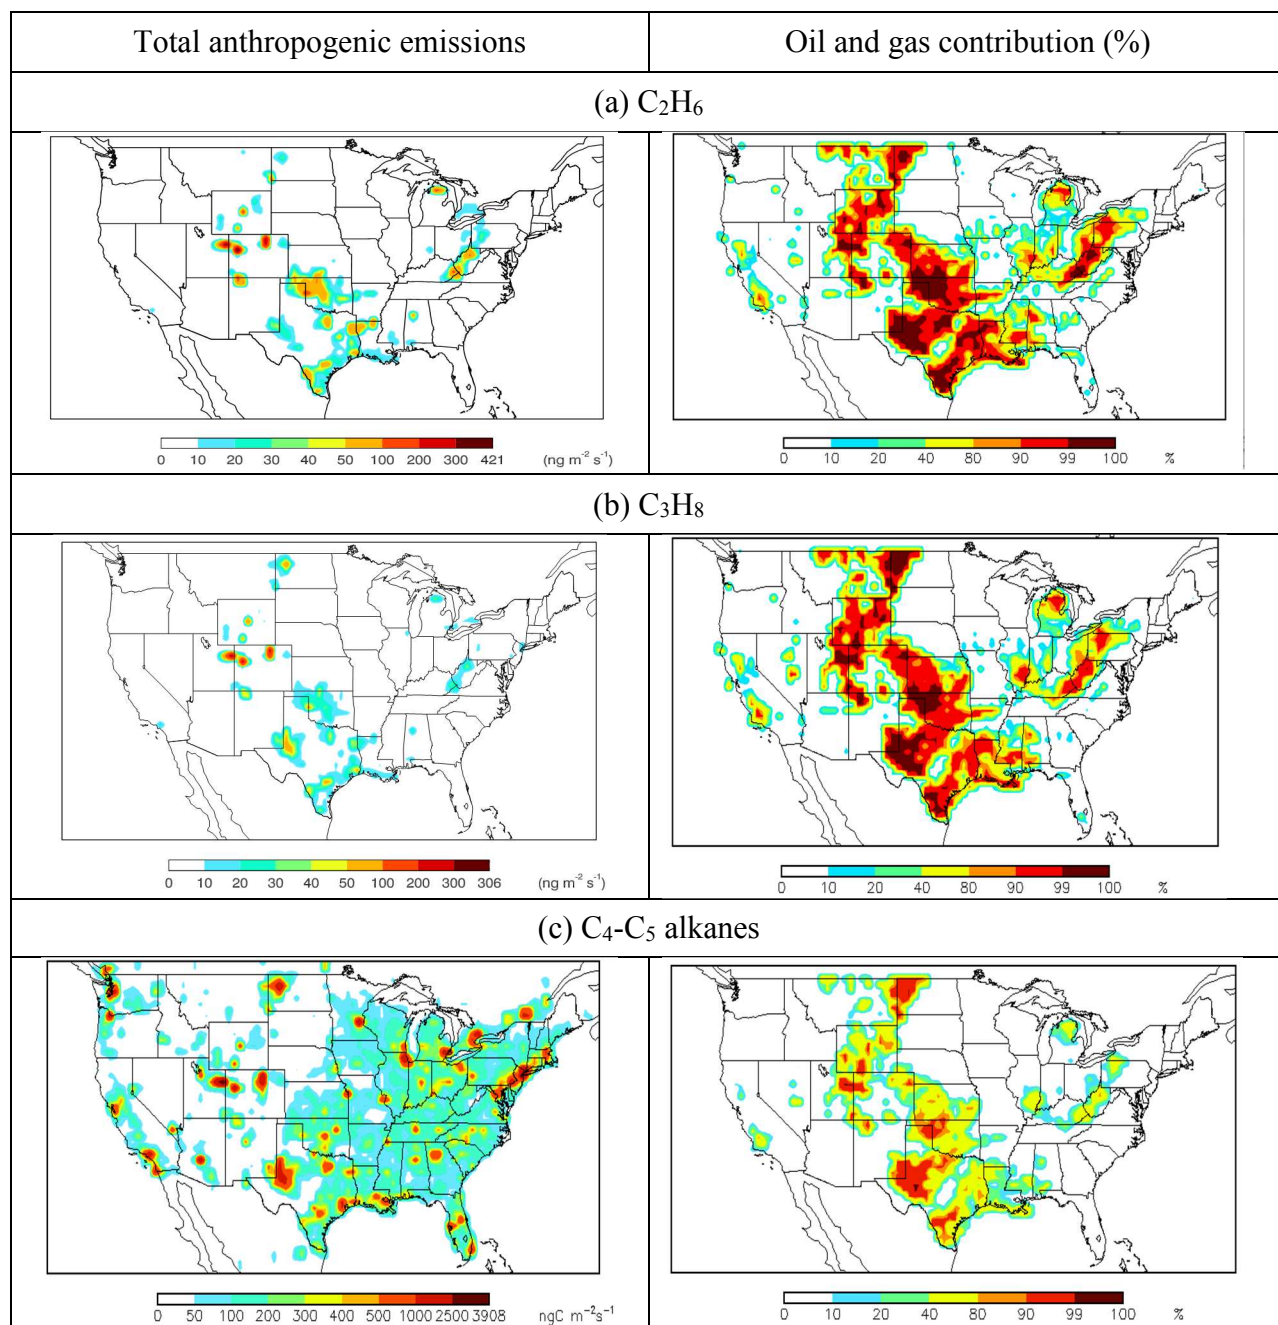 Total anthropogenic emissions
Oil and gas contribution (%)
(a) C₂H₆
0 10 20 30 40 50 100 200 300 421 (ng m⁻² s⁻¹)
0 10 20 40 80 90 99 100 %
(b) C₃H₈
0 10 20 30 40 50 100 200 300 306 (ng m⁻² s⁻¹)
0 10 20 40 80 90 99 100 %
(c) C₄-C₅ alkanes
0 50 100 200 300 400 500 1000 2500 3908 ngC m⁻²s⁻¹
0 10 20 40 80 90 99 100 %